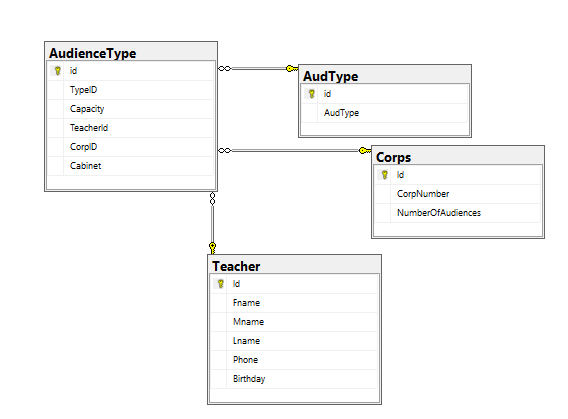 AudienceType
id
TypeID
Capacity
TeacherId
CorpID
Cabinet
AudType
id
AudType
Corps
Id
CorpNumber
NumberOfAudiences
Teacher
Id
Fname
Mname
Lname
Phone
Birthday